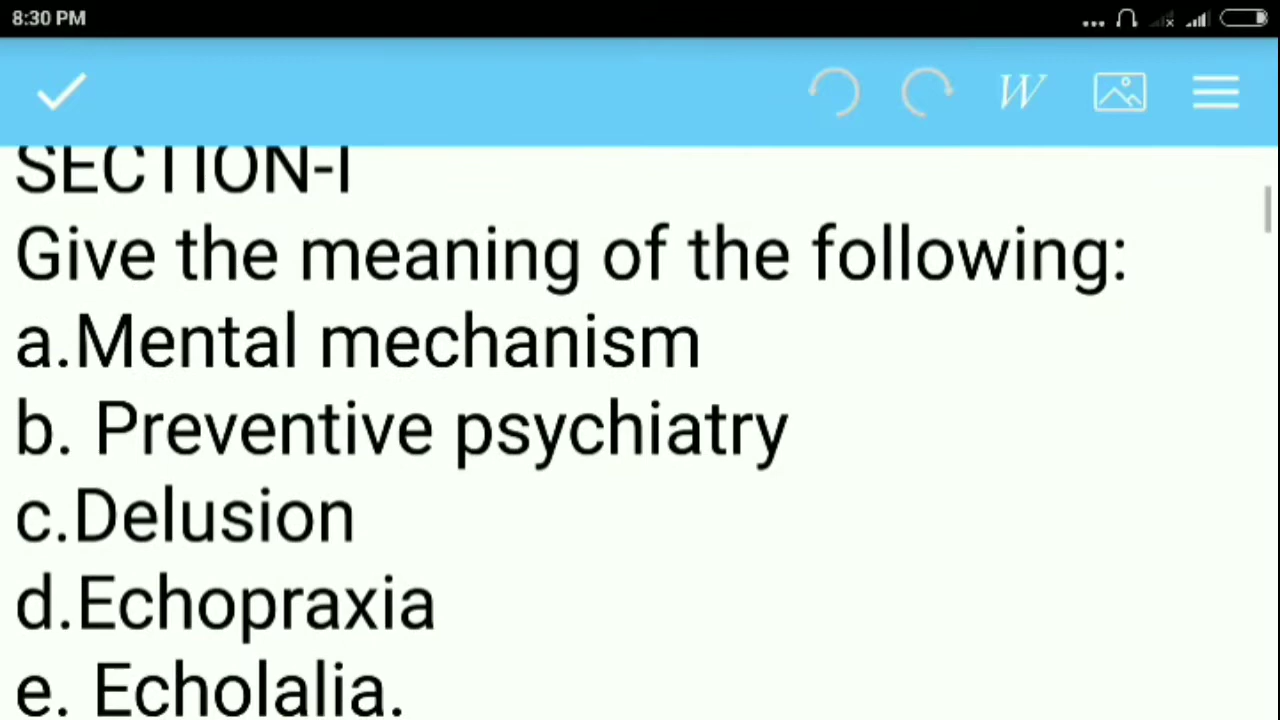 8:30 PM
W
SECTION-I
Give the meaning of the following:
a.Mental mechanism
b. Preventive psychiatry
c.Delusion
d.Echopraxia
e. Echolalia.